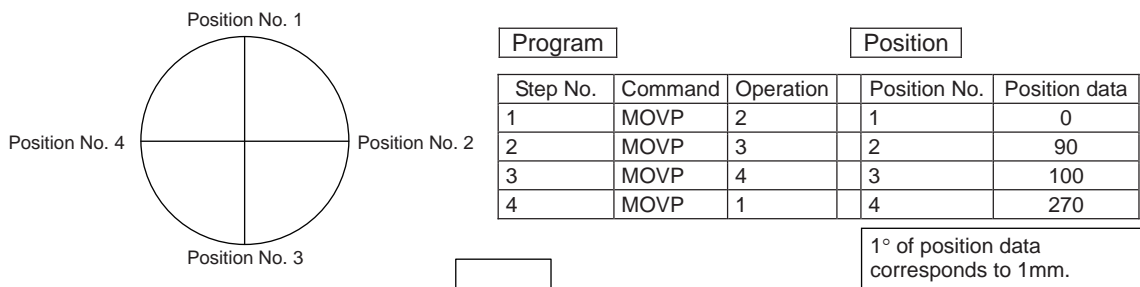 Position No. 1
Position No. 4
Position No. 2
Position No. 3
Program
Step No. Command Operation
1 MOVP 2
2 MOVP 3
3 MOVP 4
4 MOVP 1
Position
Position No. Position data
1 0
2 90
3 100
4 270
1° of position data
corresponds to 1mm.